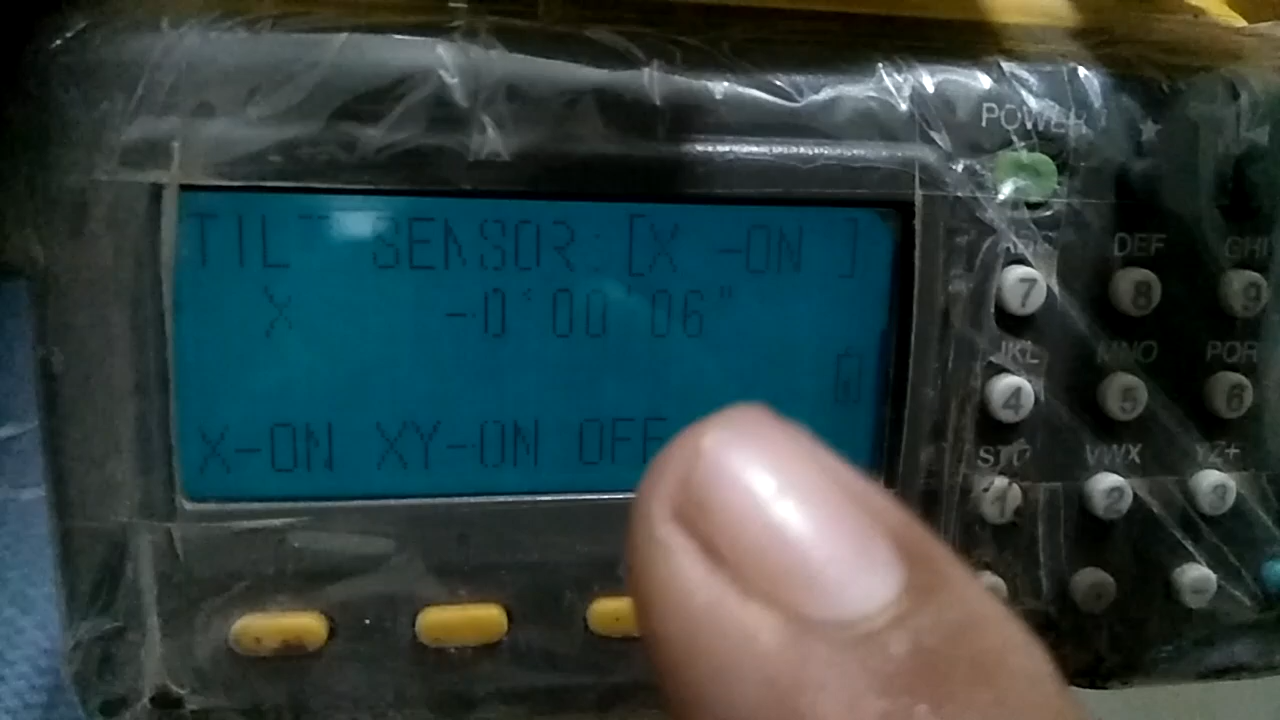 TILT SENSOR: [X -ON ]
X -0°00'06"
X-ON XY-ON OFF
POWER ★
ABC DEF GHI
7 8 9
JKL MNO PQR
4 5 6
STU VWX YZ+
1 2 3